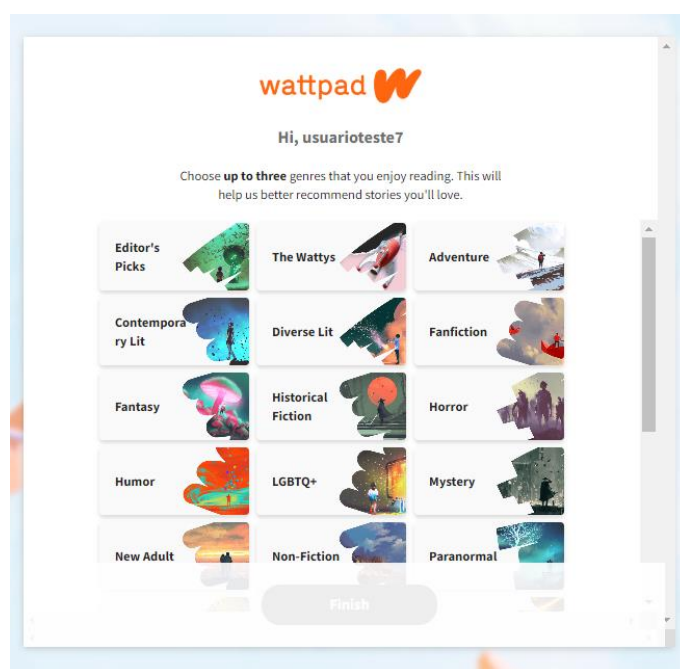 wattpad
Hi, usuarioteste7
Choose up to three genres that you enjoy reading. This will
help us better recommend stories you'll love.
Editor's
Picks
The Wattys
Adventure
Contempora
ry Lit
Diverse Lit
Fanfiction
Fantasy
Historical
Fiction
Horror
Humor
LGBTQ+
Mystery
New Adult
Non-Fiction
Paranormal
Finish